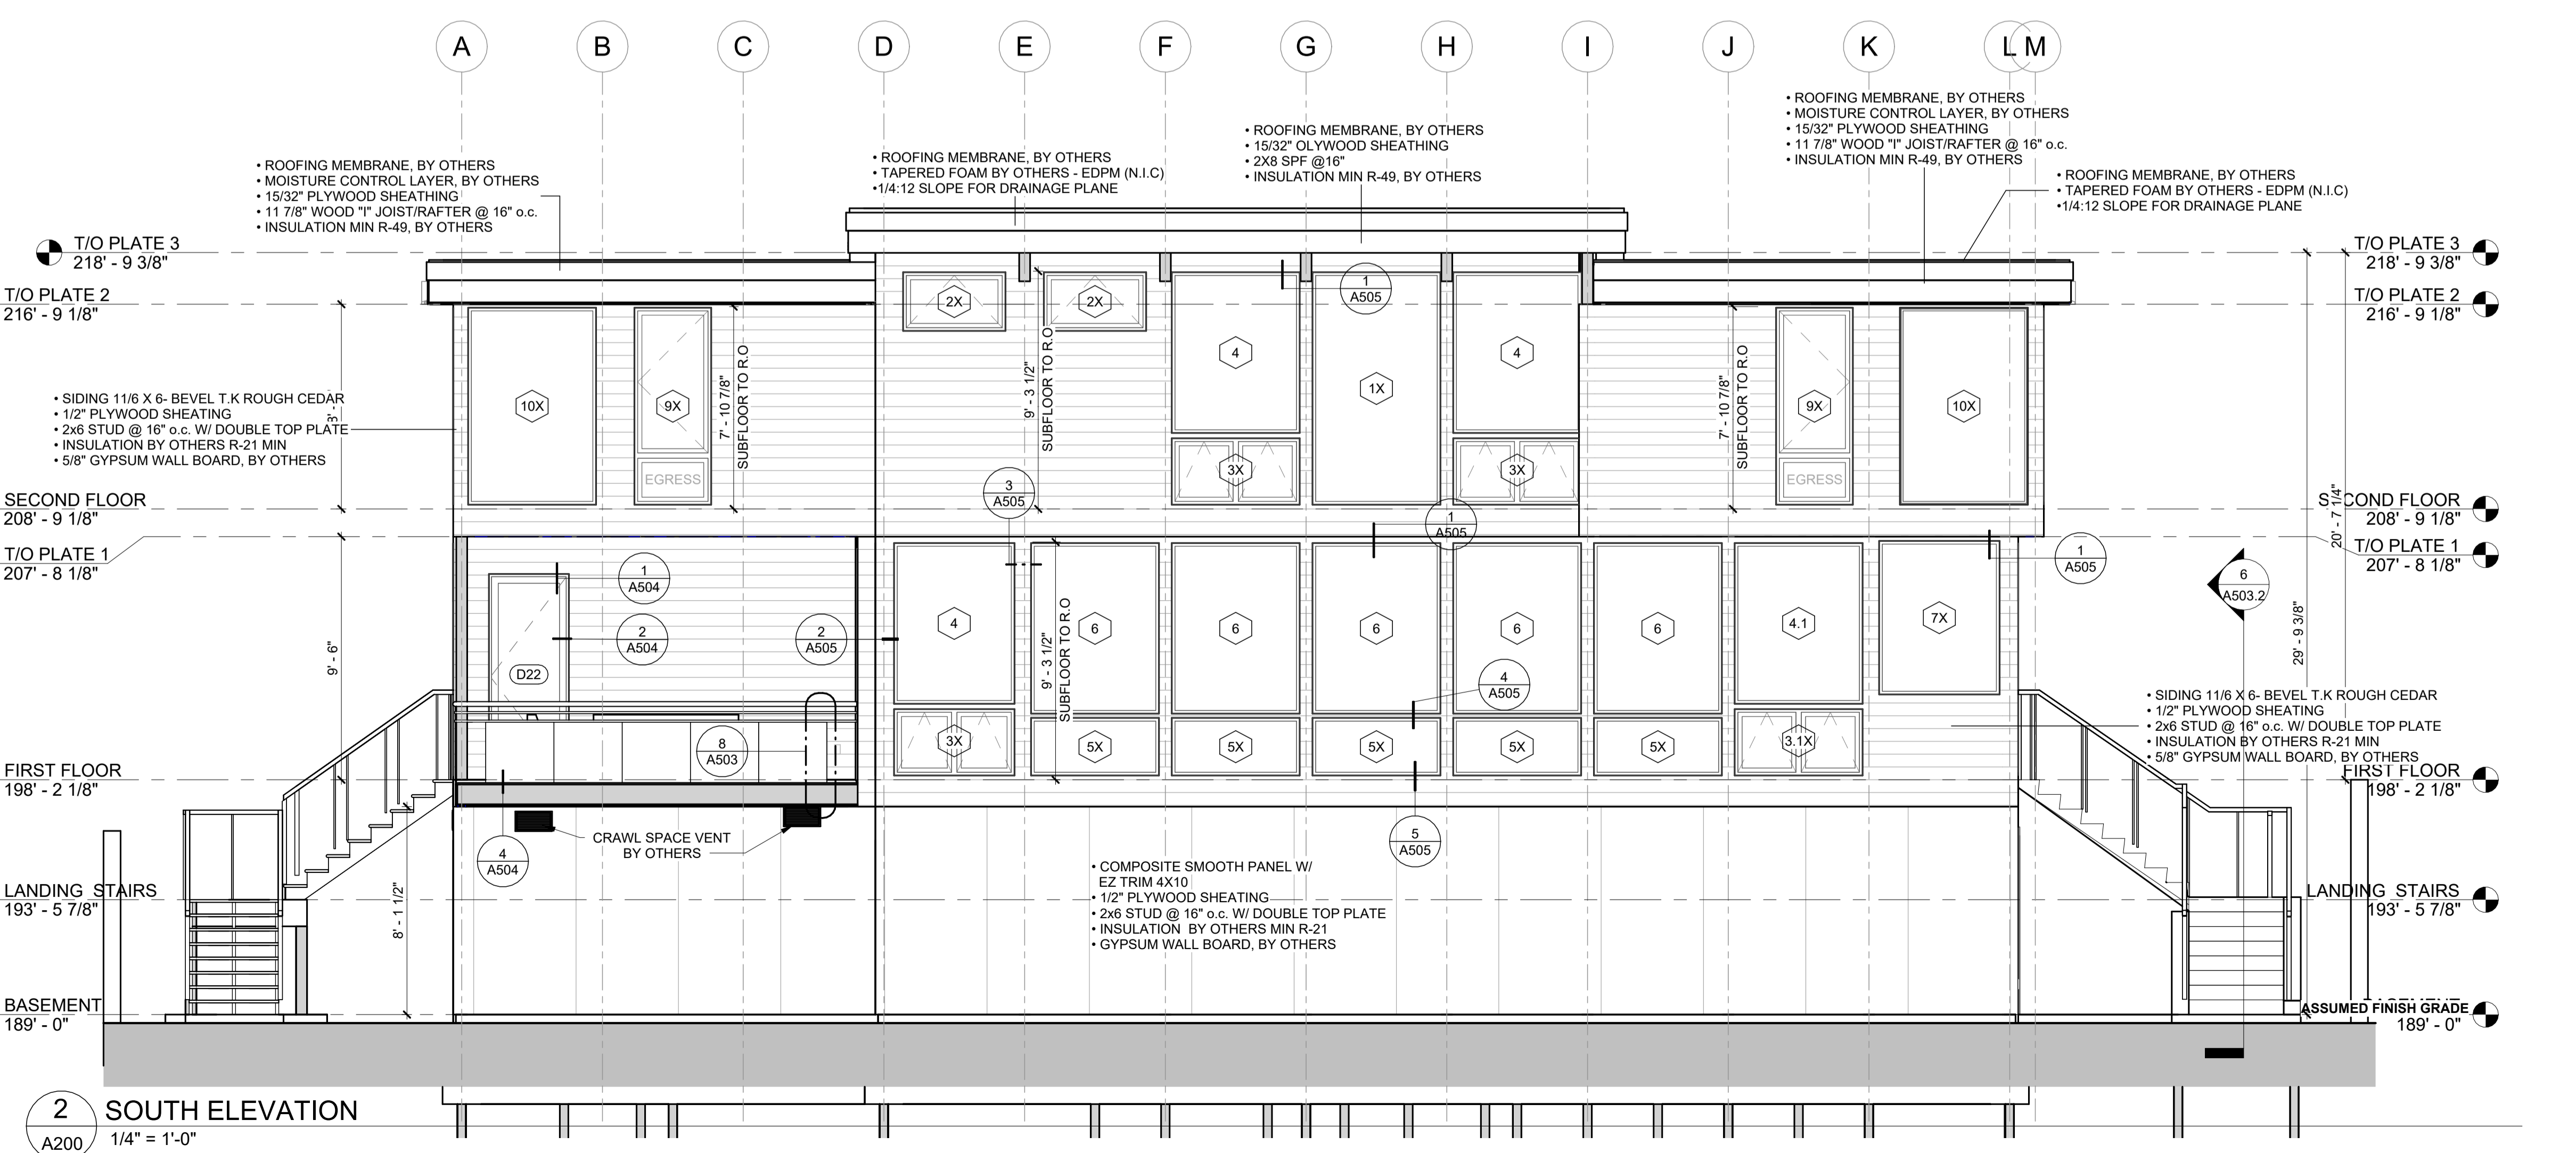 A B C D E F G H I J K L M
• ROOFING MEMBRANE, BY OTHERS
• MOISTURE CONTROL LAYER, BY OTHERS
• 15/32" PLYWOOD SHEATHING
• 11 7/8" WOOD "I" JOIST/RAFTER @ 16" o.c.
• INSULATION MIN R-49, BY OTHERS
• ROOFING MEMBRANE, BY OTHERS
• TAPERED FOAM BY OTHERS - EDPM (N.I.C)
•1/4:12 SLOPE FOR DRAINAGE PLANE
• ROOFING MEMBRANE, BY OTHERS
• 15/32" OLYWOOD SHEATHING
• 2X8 SPF @16"
• INSULATION MIN R-49, BY OTHERS
• ROOFING MEMBRANE, BY OTHERS
• MOISTURE CONTROL LAYER, BY OTHERS
• 15/32" PLYWOOD SHEATHING
• 11 7/8" WOOD "I" JOIST/RAFTER @ 16" o.c.
• INSULATION MIN R-49, BY OTHERS
• ROOFING MEMBRANE, BY OTHERS
• TAPERED FOAM BY OTHERS - EDPM (N.I.C)
•1/4:12 SLOPE FOR DRAINAGE PLANE
T/O PLATE 3
218' - 9 3/8"
T/O PLATE 2
216' - 9 1/8"
• SIDING 11/6 X 6- BEVEL T.K ROUGH CEDAR
• 1/2" PLYWOOD SHEATING
• 2x6 STUD @ 16" o.c. W/ DOUBLE TOP PLATE
• INSULATION BY OTHERS R-21 MIN
• 5/8" GYPSUM WALL BOARD, BY OTHERS
SECOND FLOOR
208' - 9 1/8"
T/O PLATE 1
207' - 8 1/8"
9' - 6"
FIRST FLOOR
198' - 2 1/8"
LANDING STAIRS
193' - 5 7/8"
8' - 1 1/2"
BASEMENT
189' - 0"
10X
9X
EGRESS
7' - 10 7/8"
SUBFLOOR TO R.O
2X
2X
9' - 3 1/2"
SUBFLOOR TO R.O
4
3X
1X
4
3X
1
A505
7' - 10 7/8"
SUBFLOOR TO R.O
9X
EGRESS
10X
3
A505
1
A505
1
A505
1
A504
2
A504
2
A505
D22
8
A503
4
3X
9' - 3 1/2"
SUBFLOOR TO R.O
6
6
6
6
6
4.1
7X
5X
5X
5X
5X
5X
3.1X
4
A505
5
A505
4
A504
CRAWL SPACE VENT
BY OTHERS
• COMPOSITE SMOOTH PANEL W/
EZ TRIM 4X10
• 1/2" PLYWOOD SHEATING
• 2x6 STUD @ 16" o.c. W/ DOUBLE TOP PLATE
• INSULATION BY OTHERS MIN R-21
• GYPSUM WALL BOARD, BY OTHERS
T/O PLATE 3
218' - 9 3/8"
T/O PLATE 2
216' - 9 1/8"
SECOND FLOOR
208' - 9 1/8"
20' - 7 1/4"
T/O PLATE 1
207' - 8 1/8"
6
A503.2
29' - 9 3/8"
• SIDING 11/6 X 6- BEVEL T.K ROUGH CEDAR
• 1/2" PLYWOOD SHEATING
• 2x6 STUD @ 16" o.c. W/ DOUBLE TOP PLATE
• INSULATION BY OTHERS R-21 MIN
• 5/8" GYPSUM WALL BOARD, BY OTHERS
FIRST FLOOR
198' - 2 1/8"
LANDING STAIRS
193' - 5 7/8"
ASSUMED FINISH GRADE
189' - 0"
2
A200
SOUTH ELEVATION
1/4" = 1'-0"